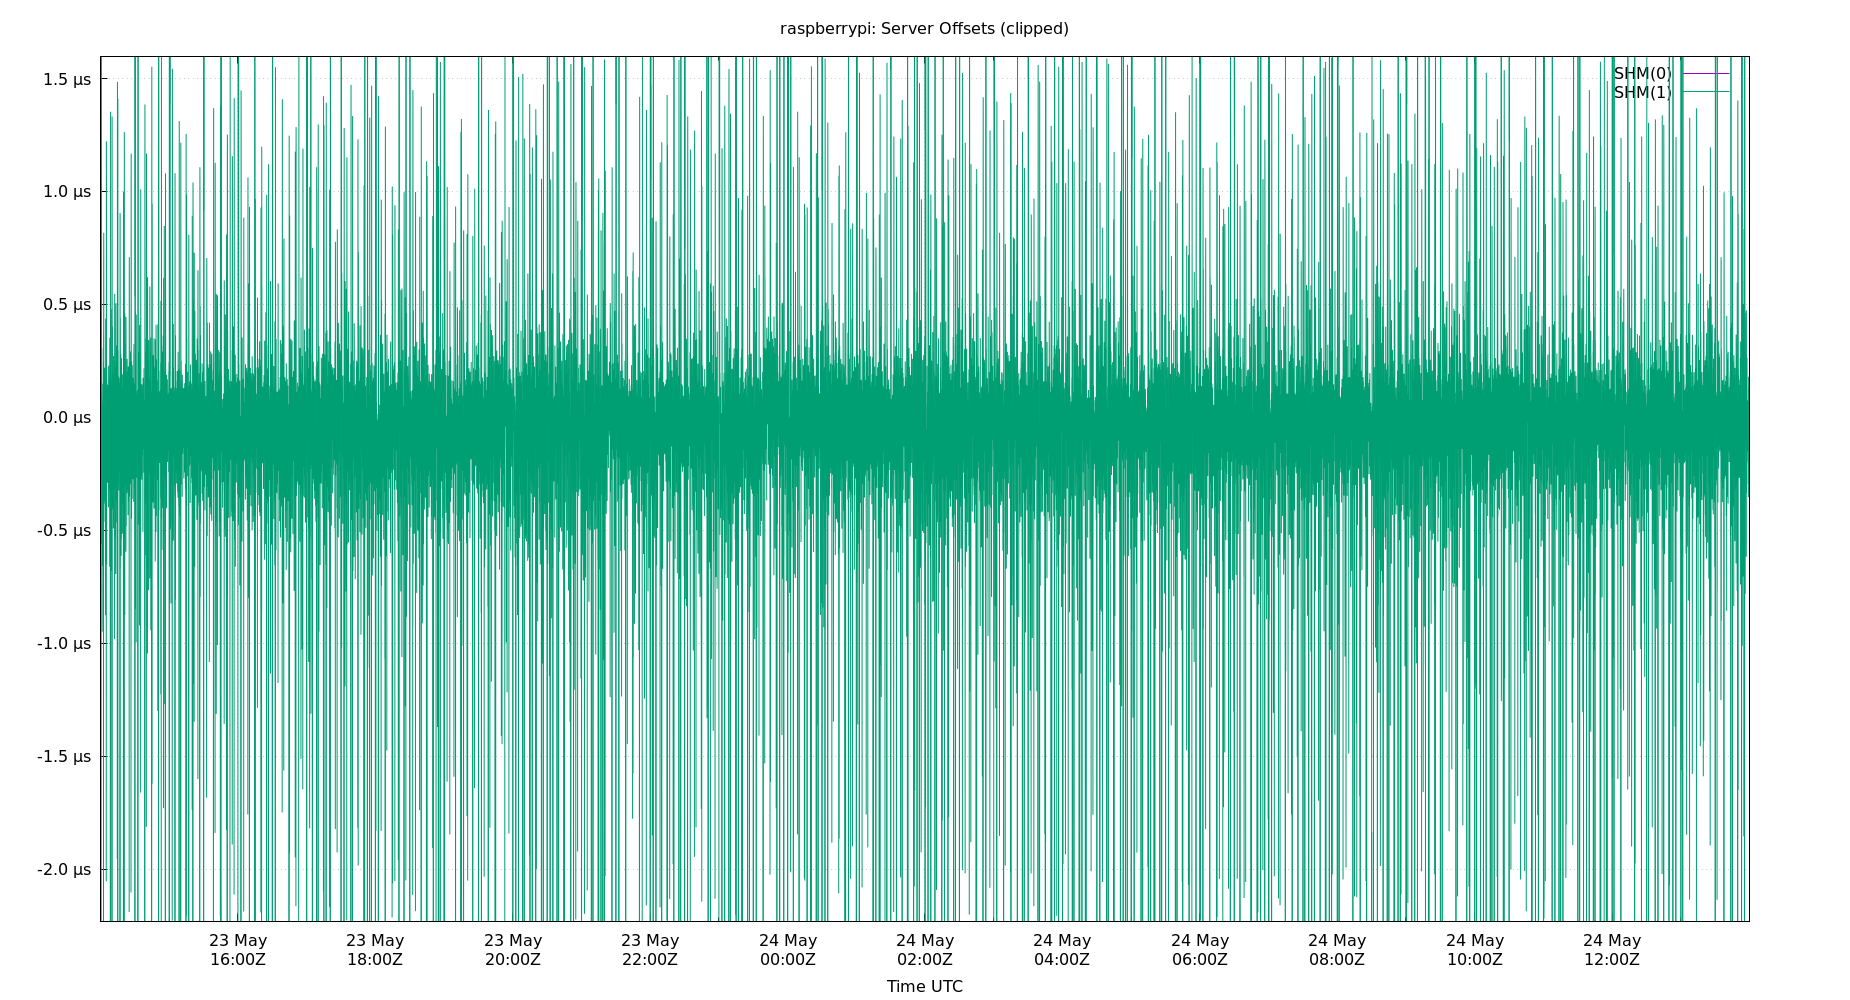 raspberrypi: Server Offsets (clipped)
1.5 µs
1.0 µs
0.5 µs
0.0 µs
-0.5 µs
-1.0 µs
-1.5 µs
-2.0 µs
SHM(0)
SHM(1)
23 May 23 May 23 May 23 May 24 May 24 May 24 May 24 May 24 May 24 May 24 May
16:00Z 18:00Z 20:00Z 22:00Z 00:00Z 02:00Z 04:00Z 06:00Z 08:00Z 10:00Z 12:00Z
Time UTC